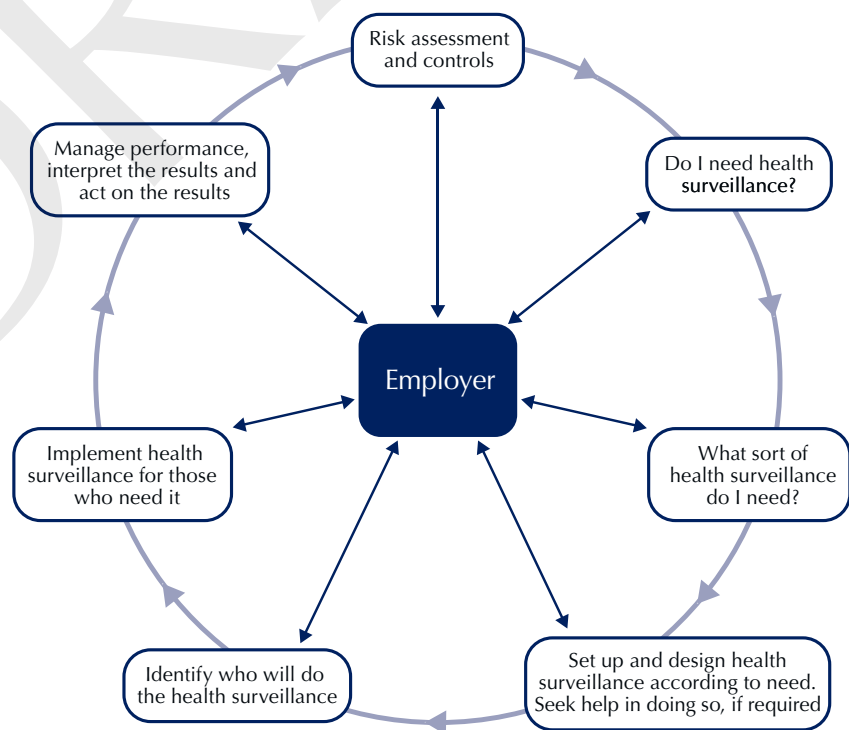 Risk assessment
and controls
Do I need health
surveillance?
What sort of
health surveillance
do I need?
Set up and design health
surveillance according to need.
Seek help in doing so, if required
Identify who will do
the health surveillance
Implement health
surveillance for those
who need it
Manage performance,
interpret the results and
act on the results
Employer